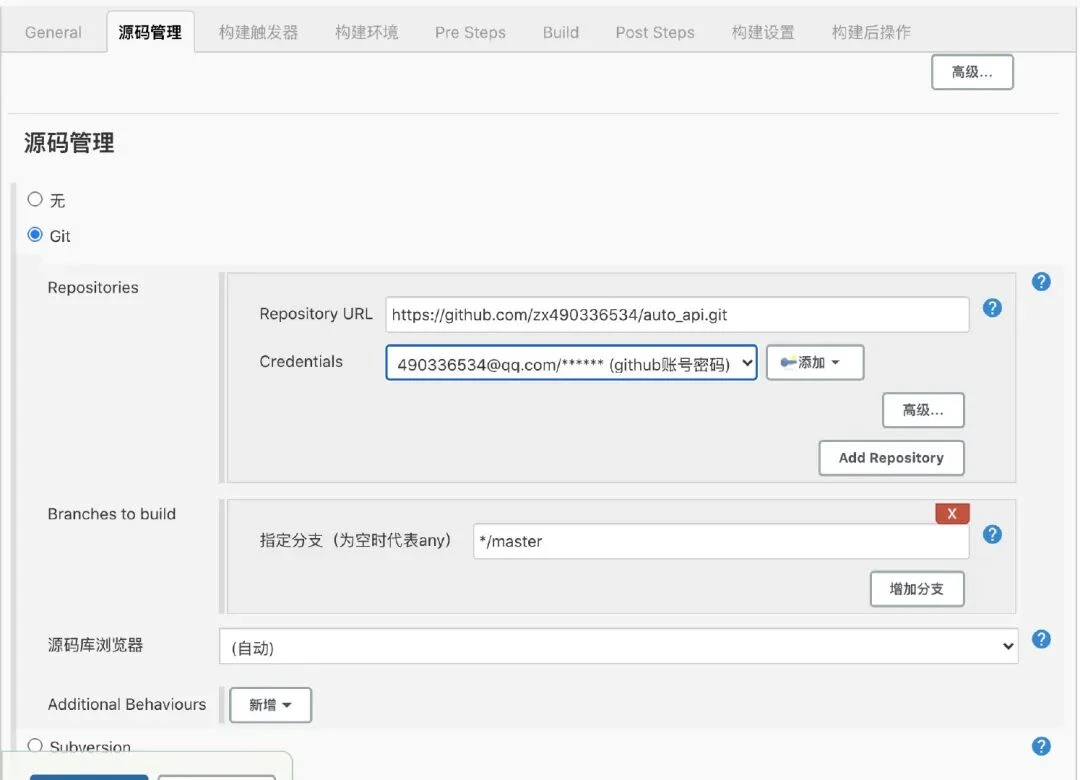 General 源码管理 构建触发器 构建环境 Pre Steps Build Post Steps 构建设置 构建后操作
高级...
源码管理
无
Git
Repositories
?
Repository URL https://github.com/zx490336534/auto_api.git ?
Credentials 490336534@qq.com/****** (github账号密码) 添加
高级...
Add Repository
Branches to build
X
指定分支（为空时代表any） */master ?
增加分支
源码库浏览器 (自动) ?
Additional Behaviours 新增
Subversion ?